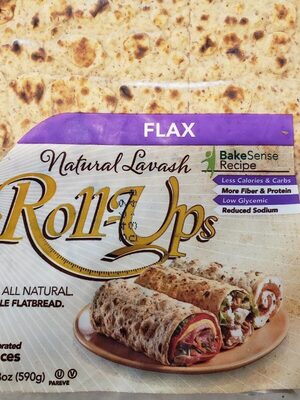 FLAX
Natural Lavash
BakeSense
Recipe
Less Calories & Carbs
More Fiber & Protein
Low Glycemic
Reduced Sodium
Roll-Ups
ALL NATURAL
LE FLATBREAD.
orated
ces
oz (590g)
PAREVE